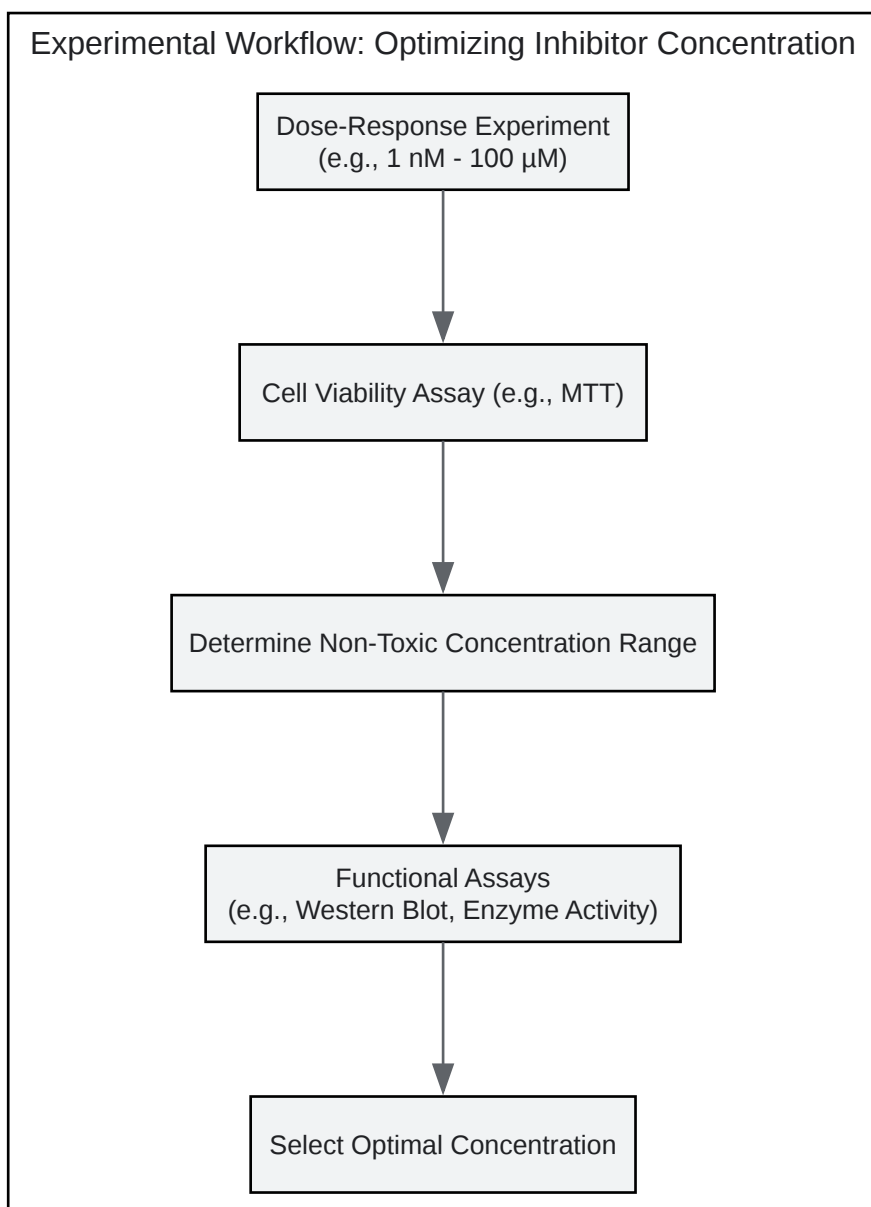 Experimental Workflow: Optimizing Inhibitor Concentration
Dose-Response Experiment
(e.g., 1 nM - 100 µM)
Cell Viability Assay (e.g., MTT)
Determine Non-Toxic Concentration Range
Functional Assays
(e.g., Western Blot, Enzyme Activity)
Select Optimal Concentration